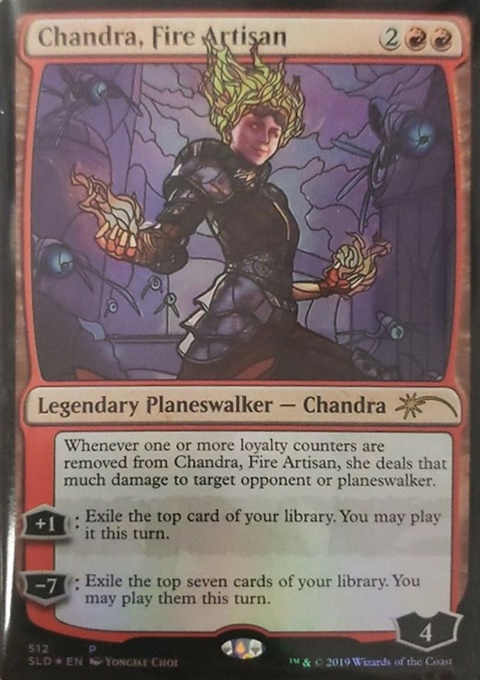 Chandra, Fire Artisan 2
Legendary Planeswalker — Chandra
Whenever one or more loyalty counters are
removed from Chandra, Fire Artisan, she deals that
much damage to target opponent or planeswalker.
+1: Exile the top card of your library. You may play
it this turn.
-7: Exile the top seven cards of your library. You
may play them this turn.
4
512 P
SLD ★ EN Yongjae Choi ™ & © 2019 Wizards of the Coast